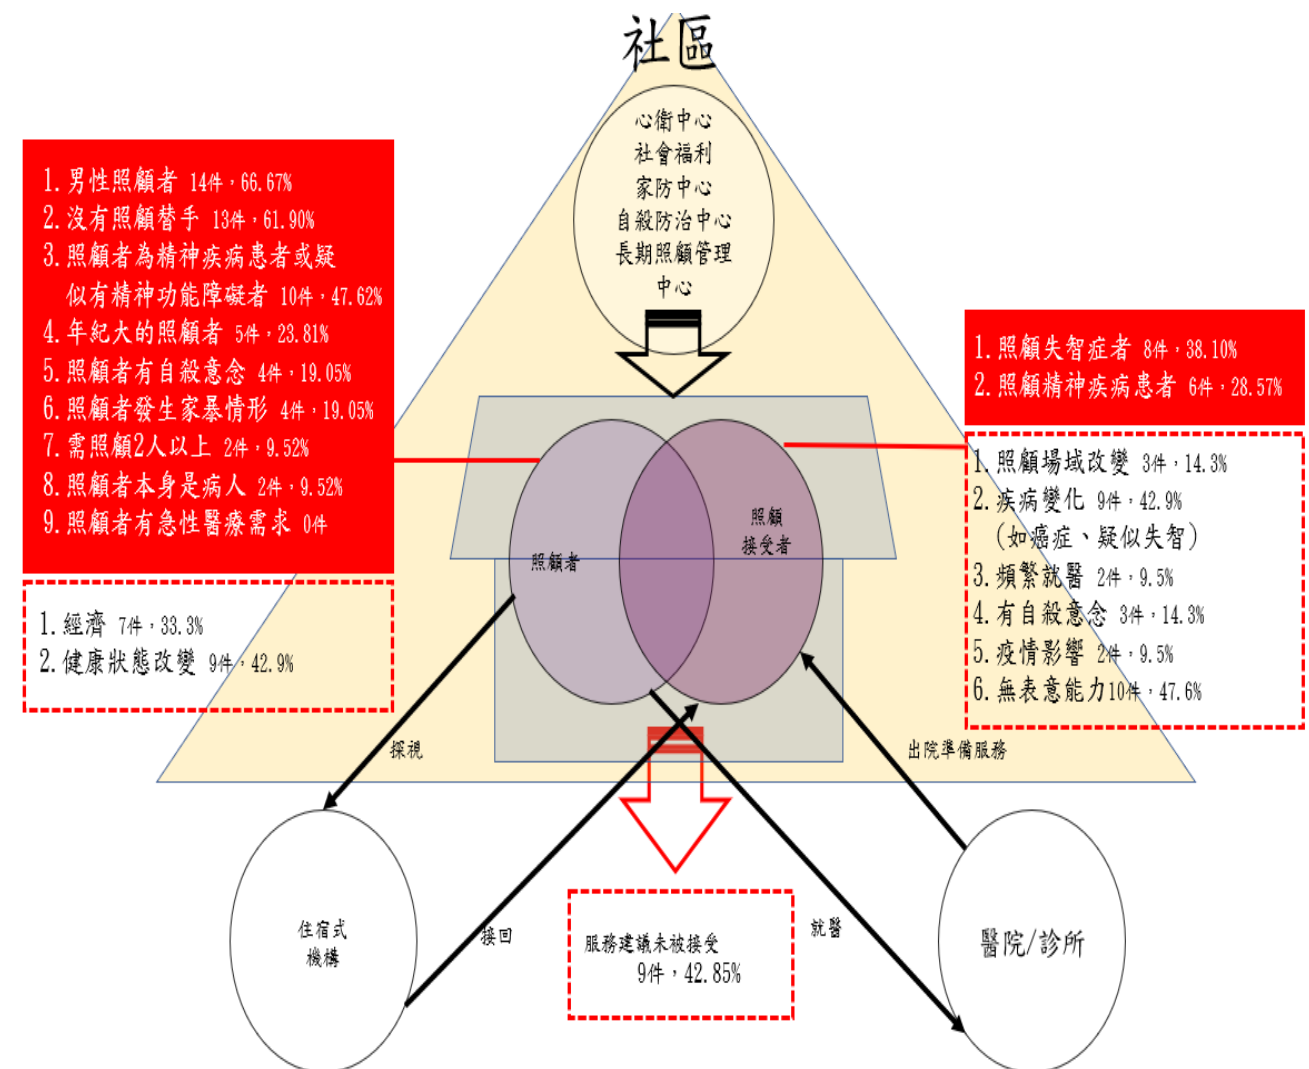 社區
心衛中心
社會福利
家防中心
自殺防治中心
長期照顧管理
中心
1.男性照顧者 14件，66.67%
2.沒有照顧替手 13件，61.90%
3.照顧者為精神疾病患者或疑
似有精神功能障礙者 10件，47.62%
4.年紀大的照顧者 5件，23.81%
5.照顧者有自殺意念 4件，19.05%
6.照顧者發生家暴情形 4件，19.05%
7.需照顧2人以上 2件，9.52%
8.照顧者本身是病人 2件，9.52%
9.照顧者有急性醫療需求 0件
1.經濟 7件，33.3%
2.健康狀態改變 9件，42.9%
1.照顧失智症者 8件，38.10%
2.照顧精神疾病患者 6件，28.57%
1.照顧場域改變 3件，14.3%
2.疾病變化 9件，42.9%
(如癌症、疑似失智)
3.頻繁就醫 2件，9.5%
4.有自殺意念 3件，14.3%
5.疫情影響 2件，9.5%
6.無表意能力10件，47.6%
照顧者
照顧
接受者
探視
出院準備服務
住宿式
機構
接回
服務建議未被接受
9件，42.85%
就醫
醫院/診所